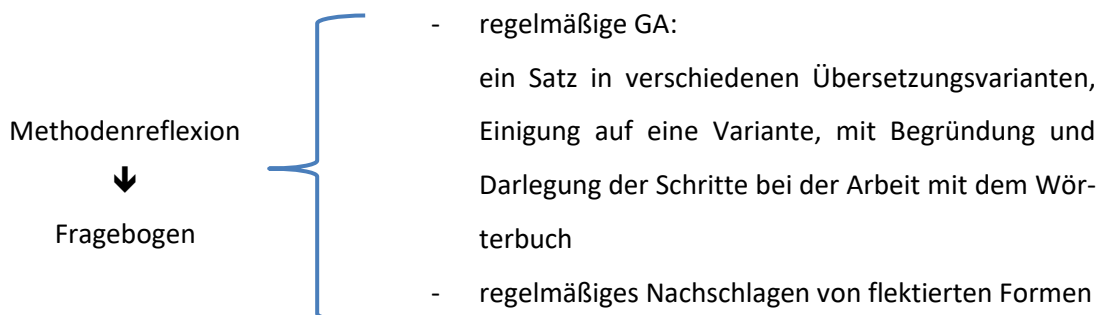 Methodenreflexion
🡻
Fragebogen
- regelmäßige GA:
ein Satz in verschiedenen Übersetzungsvarianten,
Einigung auf eine Variante, mit Begründung und
Darlegung der Schritte bei der Arbeit mit dem Wör-
terbuch
- regelmäßiges Nachschlagen von flektierten Formen